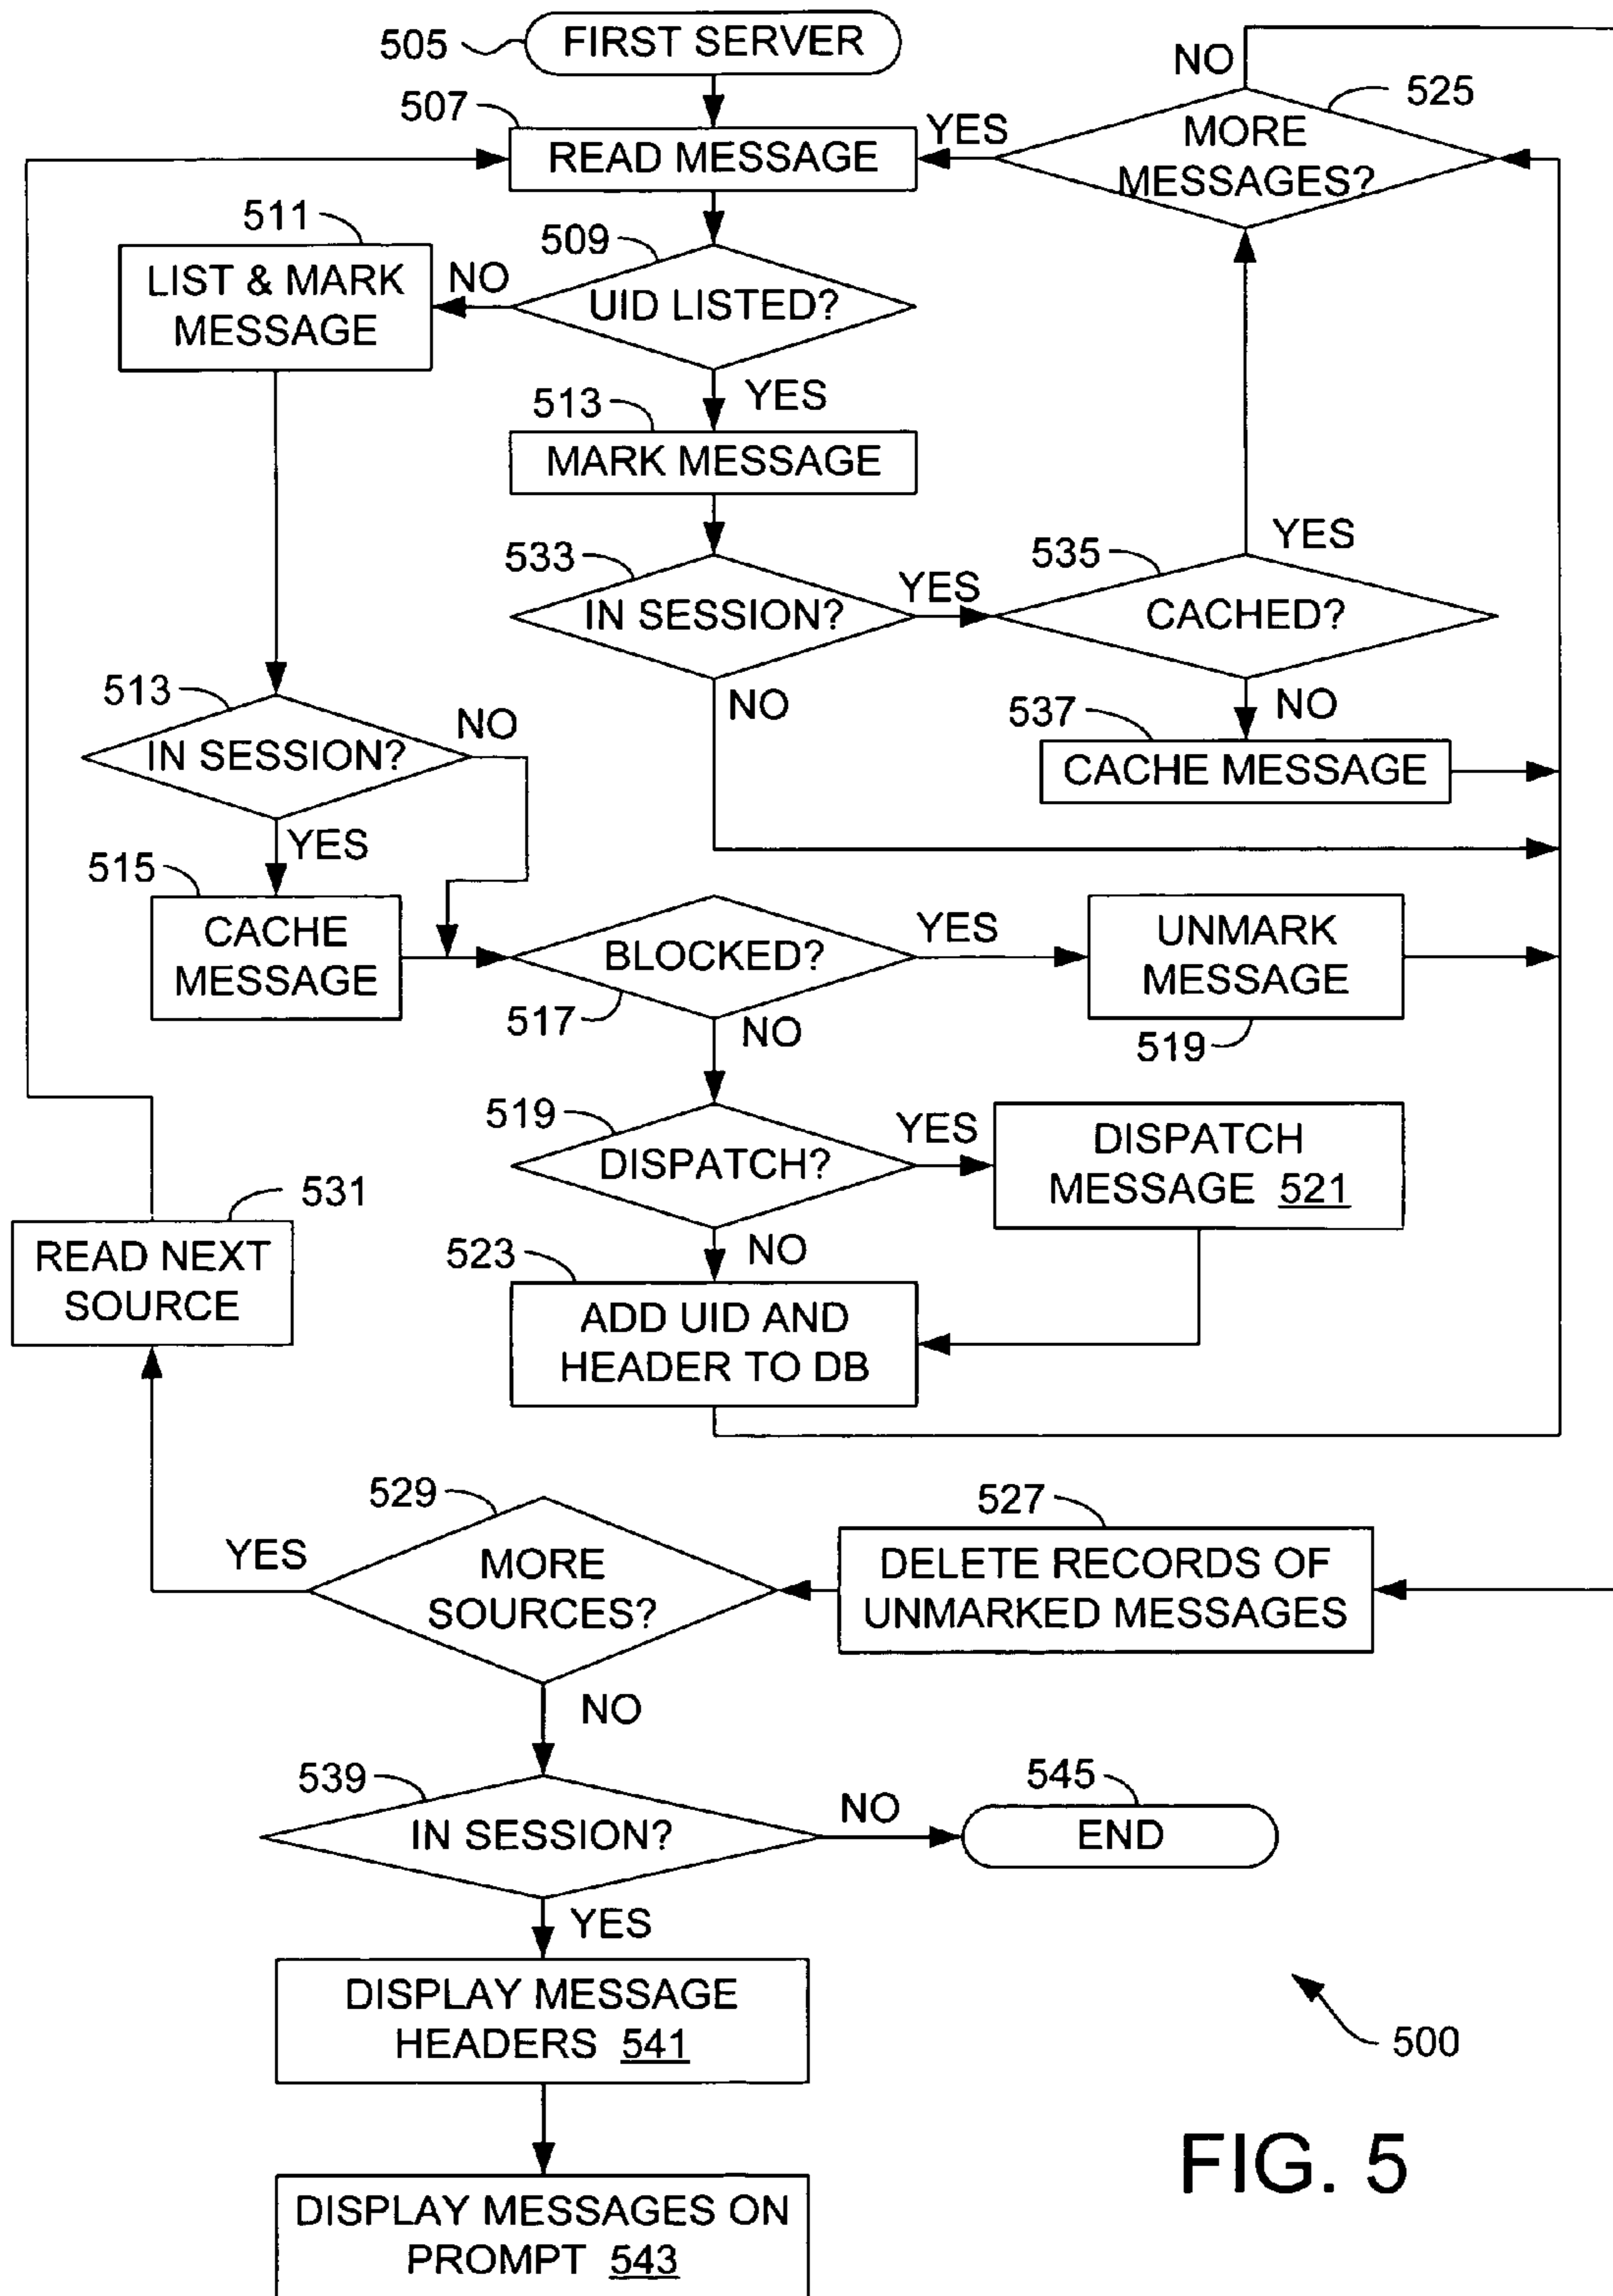 505
FIRST SERVER
NO
525
507
READ MESSAGE
YES
MORE
MESSAGES?
511
LIST & MARK
MESSAGE
NO
509
UID LISTED?
YES
513
MARK MESSAGE
533
IN SESSION?
YES
535
YES
CACHED?
NO
NO
537
CACHE MESSAGE
513
IN SESSION?
NO
YES
515
CACHE
MESSAGE
BLOCKED?
517
YES
UNMARK
MESSAGE
519
NO
519
DISPATCH?
YES
DISPATCH
MESSAGE 521
NO
531
READ NEXT
SOURCE
523
ADD UID AND
HEADER TO DB
529
YES
MORE
SOURCES?
527
DELETE RECORDS OF
UNMARKED MESSAGES
NO
539
IN SESSION?
NO
545
END
YES
DISPLAY MESSAGE
HEADERS 541
500
DISPLAY MESSAGES ON
PROMPT 543
FIG. 5